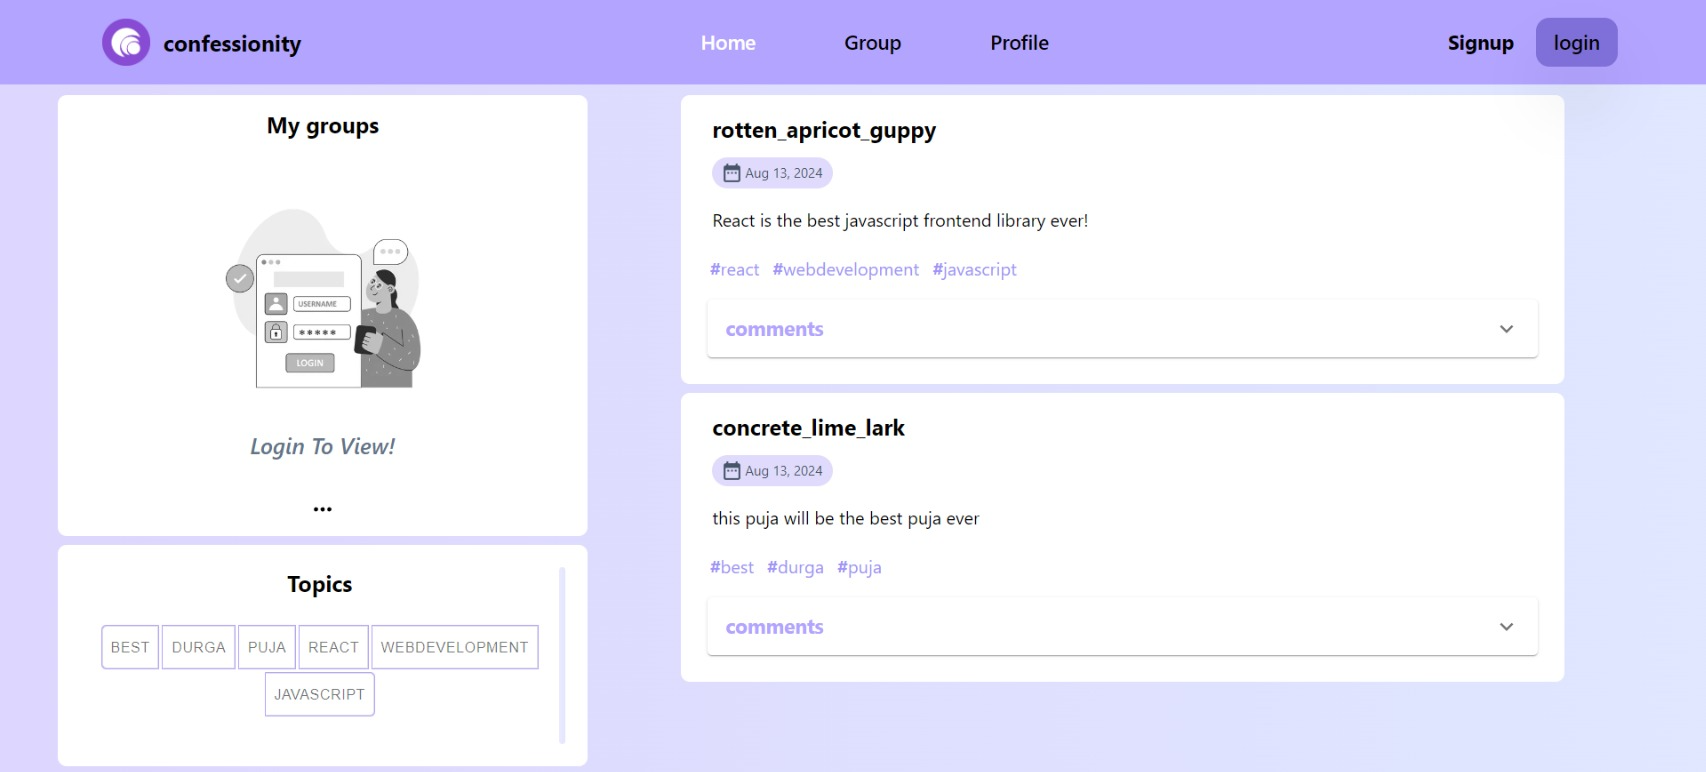 confessionity
Home Group Profile
Signup login
My groups
USERNAME
*****
LOGIN
Login To View!
...
Topics
BEST DURGA PUJA REACT WEBDEVELOPMENT
JAVASCRIPT
rotten_apricot_guppy
Aug 13, 2024
React is the best javascript frontend library ever!
#react #webdevelopment #javascript
comments
concrete_lime_lark
Aug 13, 2024
this puja will be the best puja ever
#best #durga #puja
comments